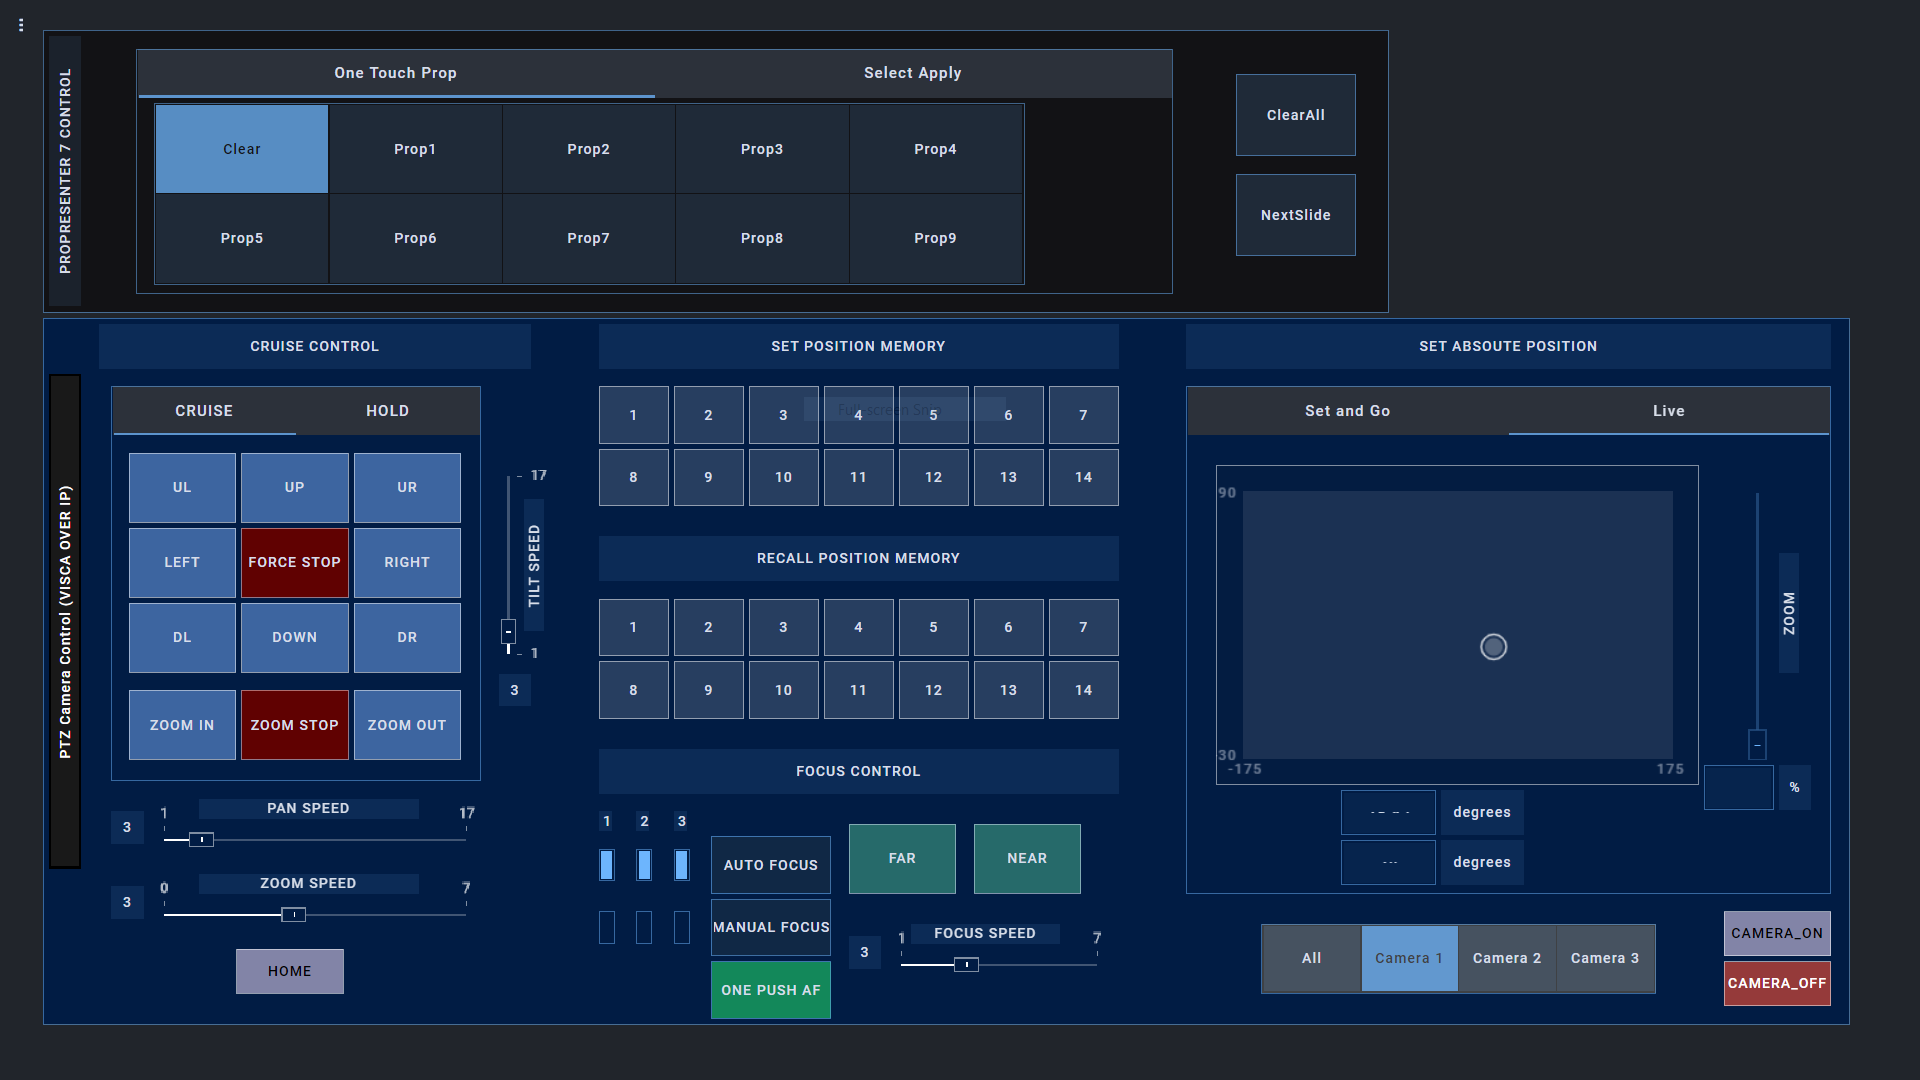 PROPRESENTER 7 CONTROL
One Touch Prop
Select Apply
Clear
Prop1
Prop2
Prop3
Prop4
Prop5
Prop6
Prop7
Prop8
Prop9
ClearAll
NextSlide
PTZ Camera Control (VISCA OVER IP)
CRUISE CONTROL
CRUISE
HOLD
UL
UP
UR
LEFT
FORCE STOP
RIGHT
DL
DOWN
DR
ZOOM IN
ZOOM STOP
ZOOM OUT
17
TILT SPEED
1
3
3
1
PAN SPEED
17
3
0
ZOOM SPEED
7
HOME
SET POSITION MEMORY
1
2
3
4
5
6
7
8
9
10
11
12
13
14
RECALL POSITION MEMORY
1
2
3
4
5
6
7
8
9
10
11
12
13
14
FOCUS CONTROL
1
2
3
AUTO FOCUS
MANUAL FOCUS
ONE PUSH AF
FAR
NEAR
3
1
FOCUS SPEED
7
SET ABSOUTE POSITION
Set and Go
Live
90
30
-175
175
ZOOM
%
degrees
degrees
All
Camera 1
Camera 2
Camera 3
CAMERA_ON
CAMERA_OFF